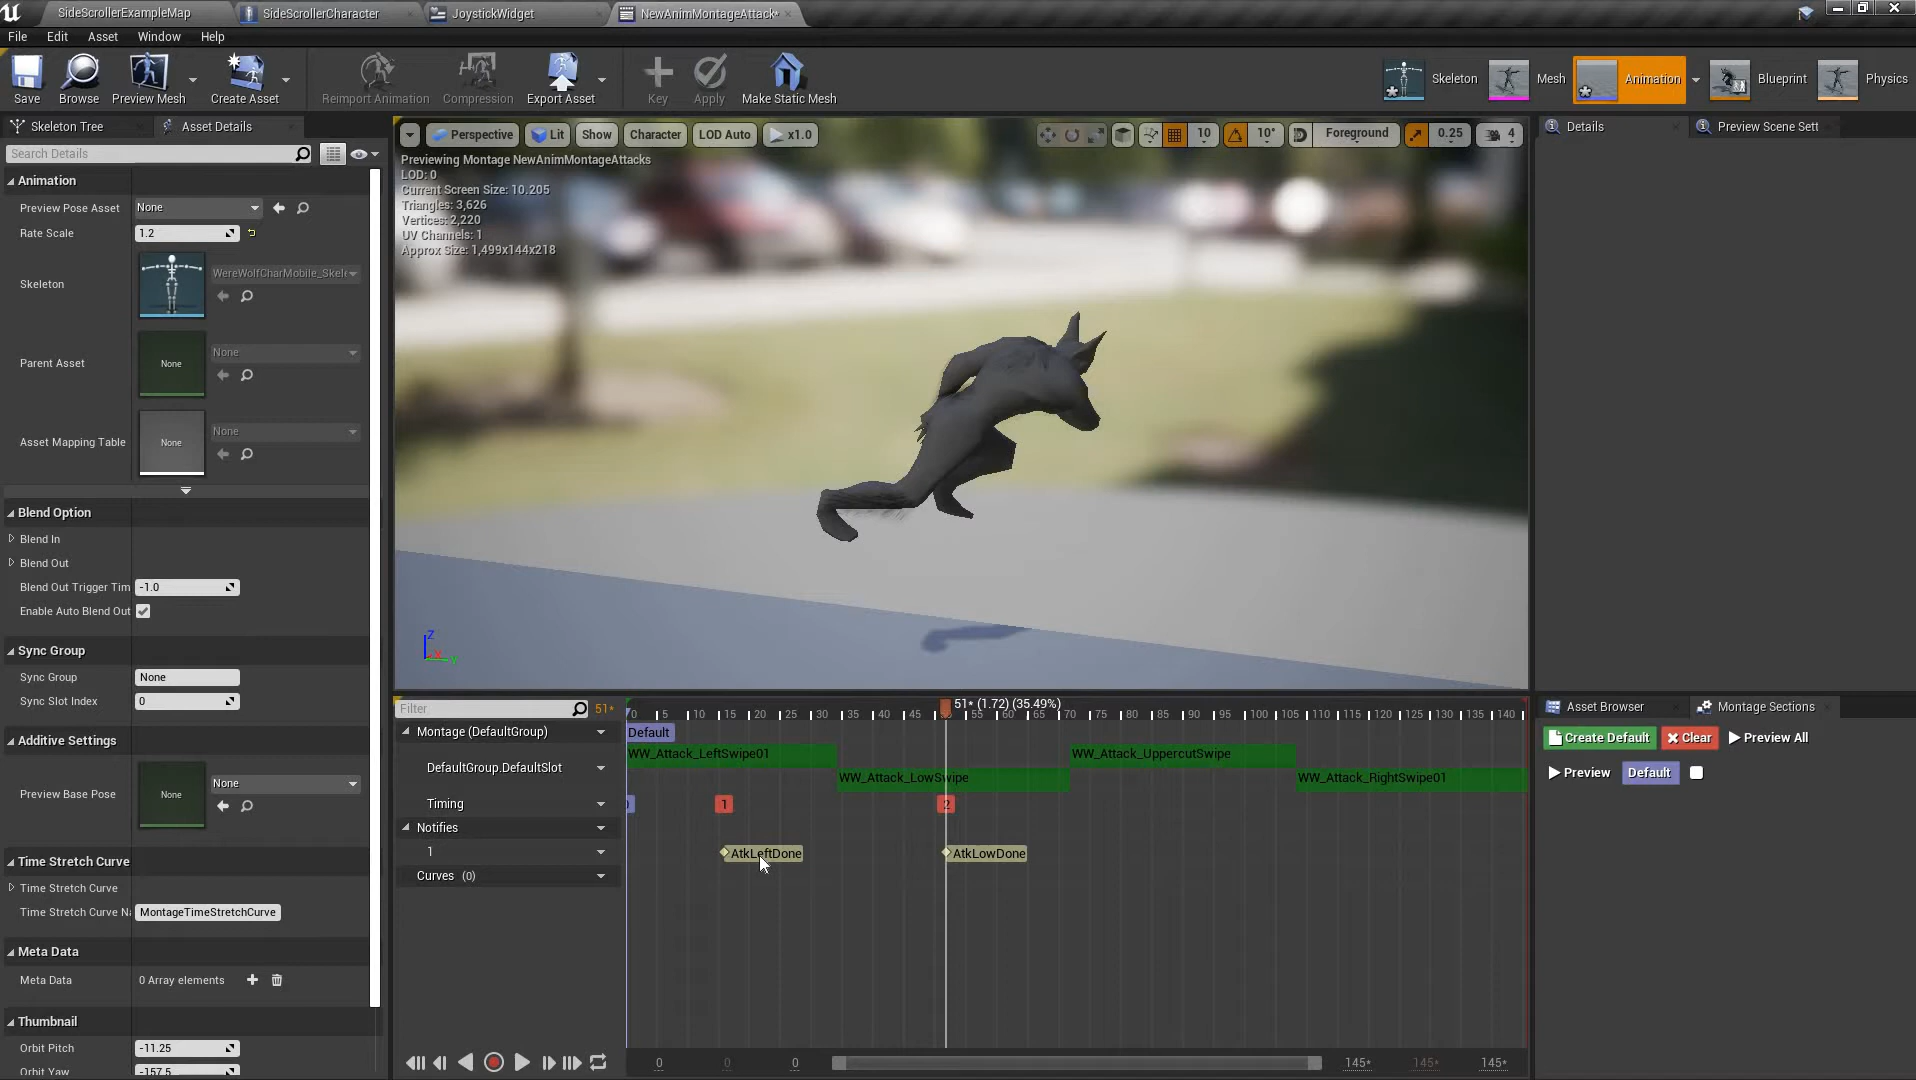 SideScrollerExampleMap
SideScrollerCharacter
JoystickWidget
NewAnimMontageAttack*
File Edit Asset Window Help
Save
Browse
Preview Mesh
Create Asset
Reimport Animation
Compression
Export Asset
Key
Apply
Make Static Mesh
Skeleton
Mesh
Animation
Blueprint
Physics
Skeleton Tree
Asset Details
Search Details
Animation
Preview Pose Asset None
Rate Scale 1.2
Skeleton WereWolfCharMobile_Skele
Parent Asset None None
Asset Mapping Table None None
Blend Option
Blend In
Blend Out
Blend Out Trigger Tim -1.0
Enable Auto Blend Out
Sync Group
Sync Group None
Sync Slot Index 0
Additive Settings
Preview Base Pose None None
Time Stretch Curve
Time Stretch Curve
Time Stretch Curve Na MontageTimeStretchCurve
Meta Data
Meta Data 0 Array elements
Thumbnail
Orbit Pitch -11.25
Orbit Yaw -157.5
Perspective Lit Show Character LOD Auto x1.0
10 10° Foreground 0.25 4
Previewing Montage NewAnimMontageAttacks
LOD: 0
Current Screen Size: 10.205
Triangles: 3,626
Vertices: 2,220
UV Channels: 1
Approx Size: 1,499x144x218
Z
X
Y
Filter 51*
51* (1.72) (35.49%)
0 5 10 15 20 25 30 35 40 45 55 60 65 70 75 80 85 90 95 100 105 110 115 120 125 130 135 140
Montage (DefaultGroup)
Default
DefaultGroup.DefaultSlot
WW_Attack_LeftSwipe01
WW_Attack_UppercutSwipe
WW_Attack_LowSwipe
WW_Attack_RightSwipe01
Timing
1 2
Notifies
1
AtkLeftDone
AtkLowDone
Curves (0)
0 0 0 145* 145* 145*
Details
Preview Scene Sett
Asset Browser
Montage Sections
Create Default
Clear
Preview All
Preview Default